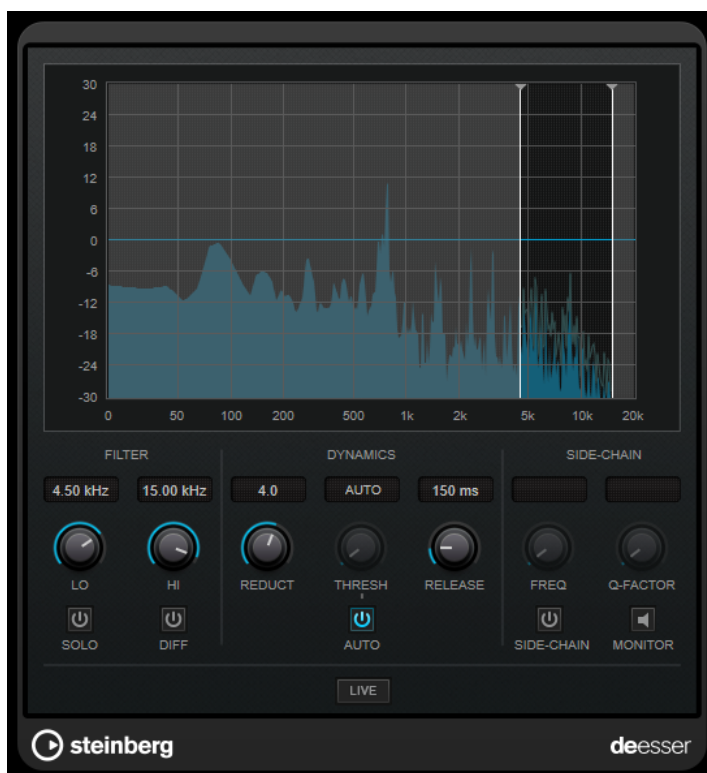 30
24
18
12
6
0
-6
-12
-18
-24
-30
0 50 100 200 500 1k 2k 5k 10k 20k
FILTER DYNAMICS SIDE-CHAIN
4.50 kHz 15.00 kHz 4.0 AUTO 150 ms
LO HI REDUCT THRESH RELEASE FREQ Q-FACTOR
SOLO DIFF AUTO SIDE-CHAIN MONITOR
LIVE
steinberg deesser